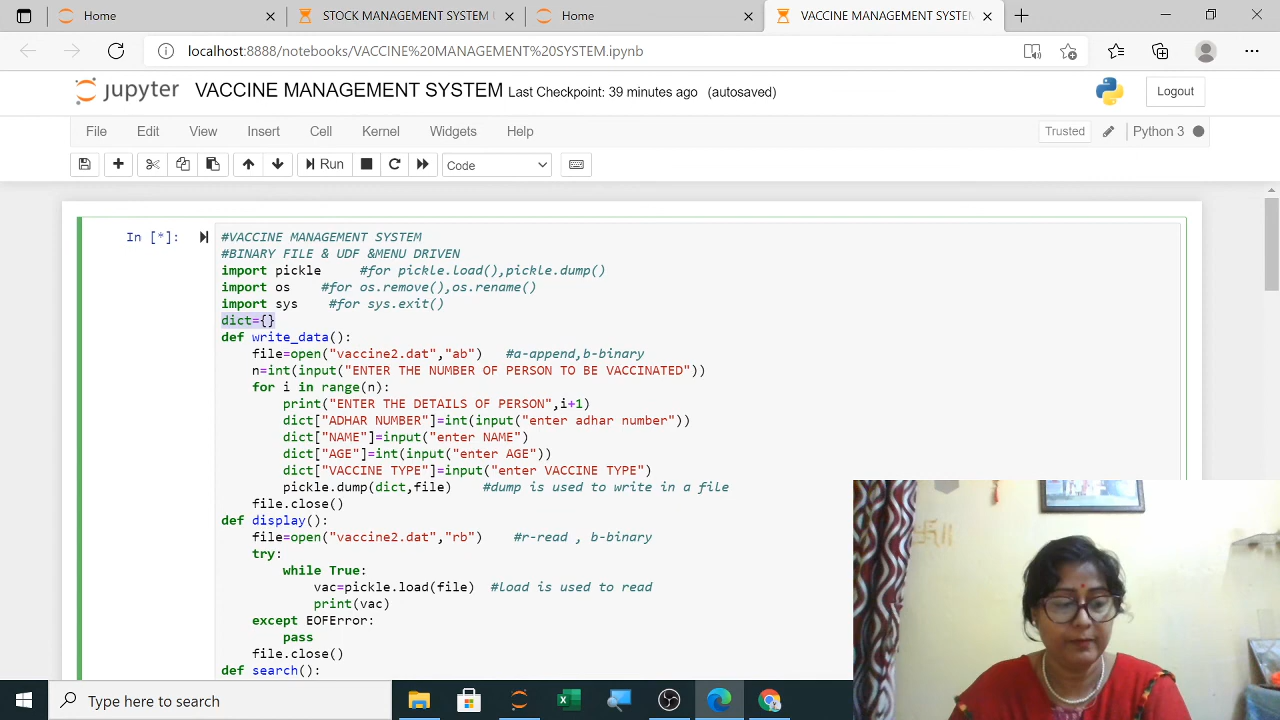 Home
STOCK MANAGEMENT SYSTEM
Home
VACCINE MANAGEMENT SYSTEM
localhost:8888/notebooks/VACCINE%20MANAGEMENT%20SYSTEM.ipynb
jupyter VACCINE MANAGEMENT SYSTEM Last Checkpoint: 39 minutes ago (autosaved)
Logout
File Edit View Insert Cell Kernel Widgets Help
Trusted Python 3
Run Code
In [*]:
#VACCINE MANAGEMENT SYSTEM
#BINARY FILE & UDF &MENU DRIVEN
import pickle     #for pickle.load(),pickle.dump()
import os    #for os.remove(),os.rename()
import sys    #for sys.exit()
dict={}
def write_data():
    file=open("vaccine2.dat","ab")   #a-append,b-binary
    n=int(input("ENTER THE NUMBER OF PERSON TO BE VACCINATED"))
    for i in range(n):
        print("ENTER THE DETAILS OF PERSON",i+1)
        dict["ADHAR NUMBER"]=int(input("enter adhar number"))
        dict["NAME"]=input("enter NAME")
        dict["AGE"]=int(input("enter AGE"))
        dict["VACCINE TYPE"]=input("enter VACCINE TYPE")
        pickle.dump(dict,file)    #dump is used to write in a file
    file.close()
def display():
    file=open("vaccine2.dat","rb")    #r-read , b-binary
    try:
        while True:
            vac=pickle.load(file)  #load is used to read
            print(vac)
    except EOFError:
        pass
    file.close()
def search():
Type here to search